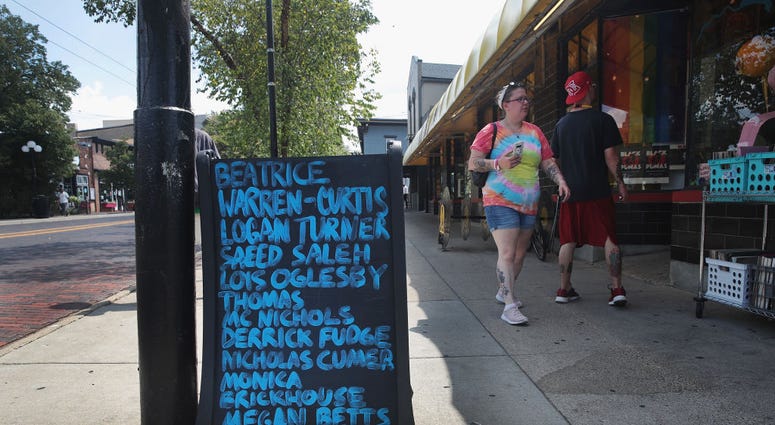 BEATRICE
WARREN-CURTIS
LOGAN TURNER
SAEED SALEH
LOIS OGLESBY
THOMAS
MC NICHOLS
DERRICK FUDGE
NICHOLAS CUMER
MONICA
BRICKHOUSE
MEGAN BETTS